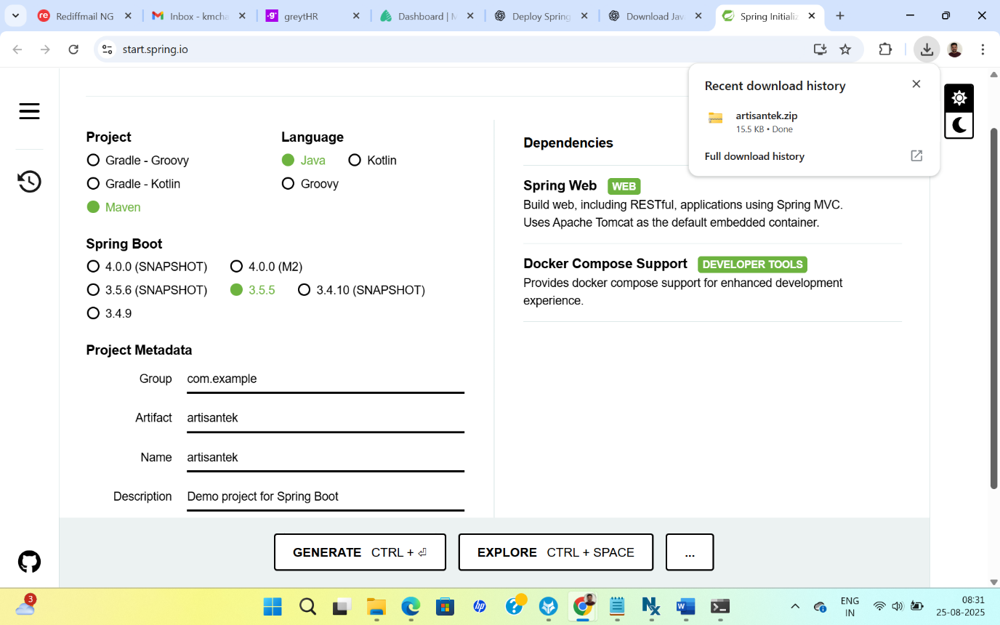 Rediffmail NG
Inbox - kmcha
greytHR
Dashboard | M
Deploy Spring
Download Jav
Spring Initializ
start.spring.io
Recent download history
artisantek.zip
15.5 KB • Done
Full download history
Project
Gradle - Groovy
Gradle - Kotlin
Maven
Language
Java Kotlin
Groovy
Spring Boot
4.0.0 (SNAPSHOT) 4.0.0 (M2)
3.5.6 (SNAPSHOT) 3.5.5 3.4.10 (SNAPSHOT)
3.4.9
Project Metadata
Group com.example
Artifact artisantek
Name artisantek
Description Demo project for Spring Boot
Dependencies
Spring Web WEB
Build web, including RESTful, applications using Spring MVC.
Uses Apache Tomcat as the default embedded container.
Docker Compose Support DEVELOPER TOOLS
Provides docker compose support for enhanced development
experience.
GENERATE CTRL + ⏎
EXPLORE CTRL + SPACE
...
3
ENG
IN
08:31
25-08-2025